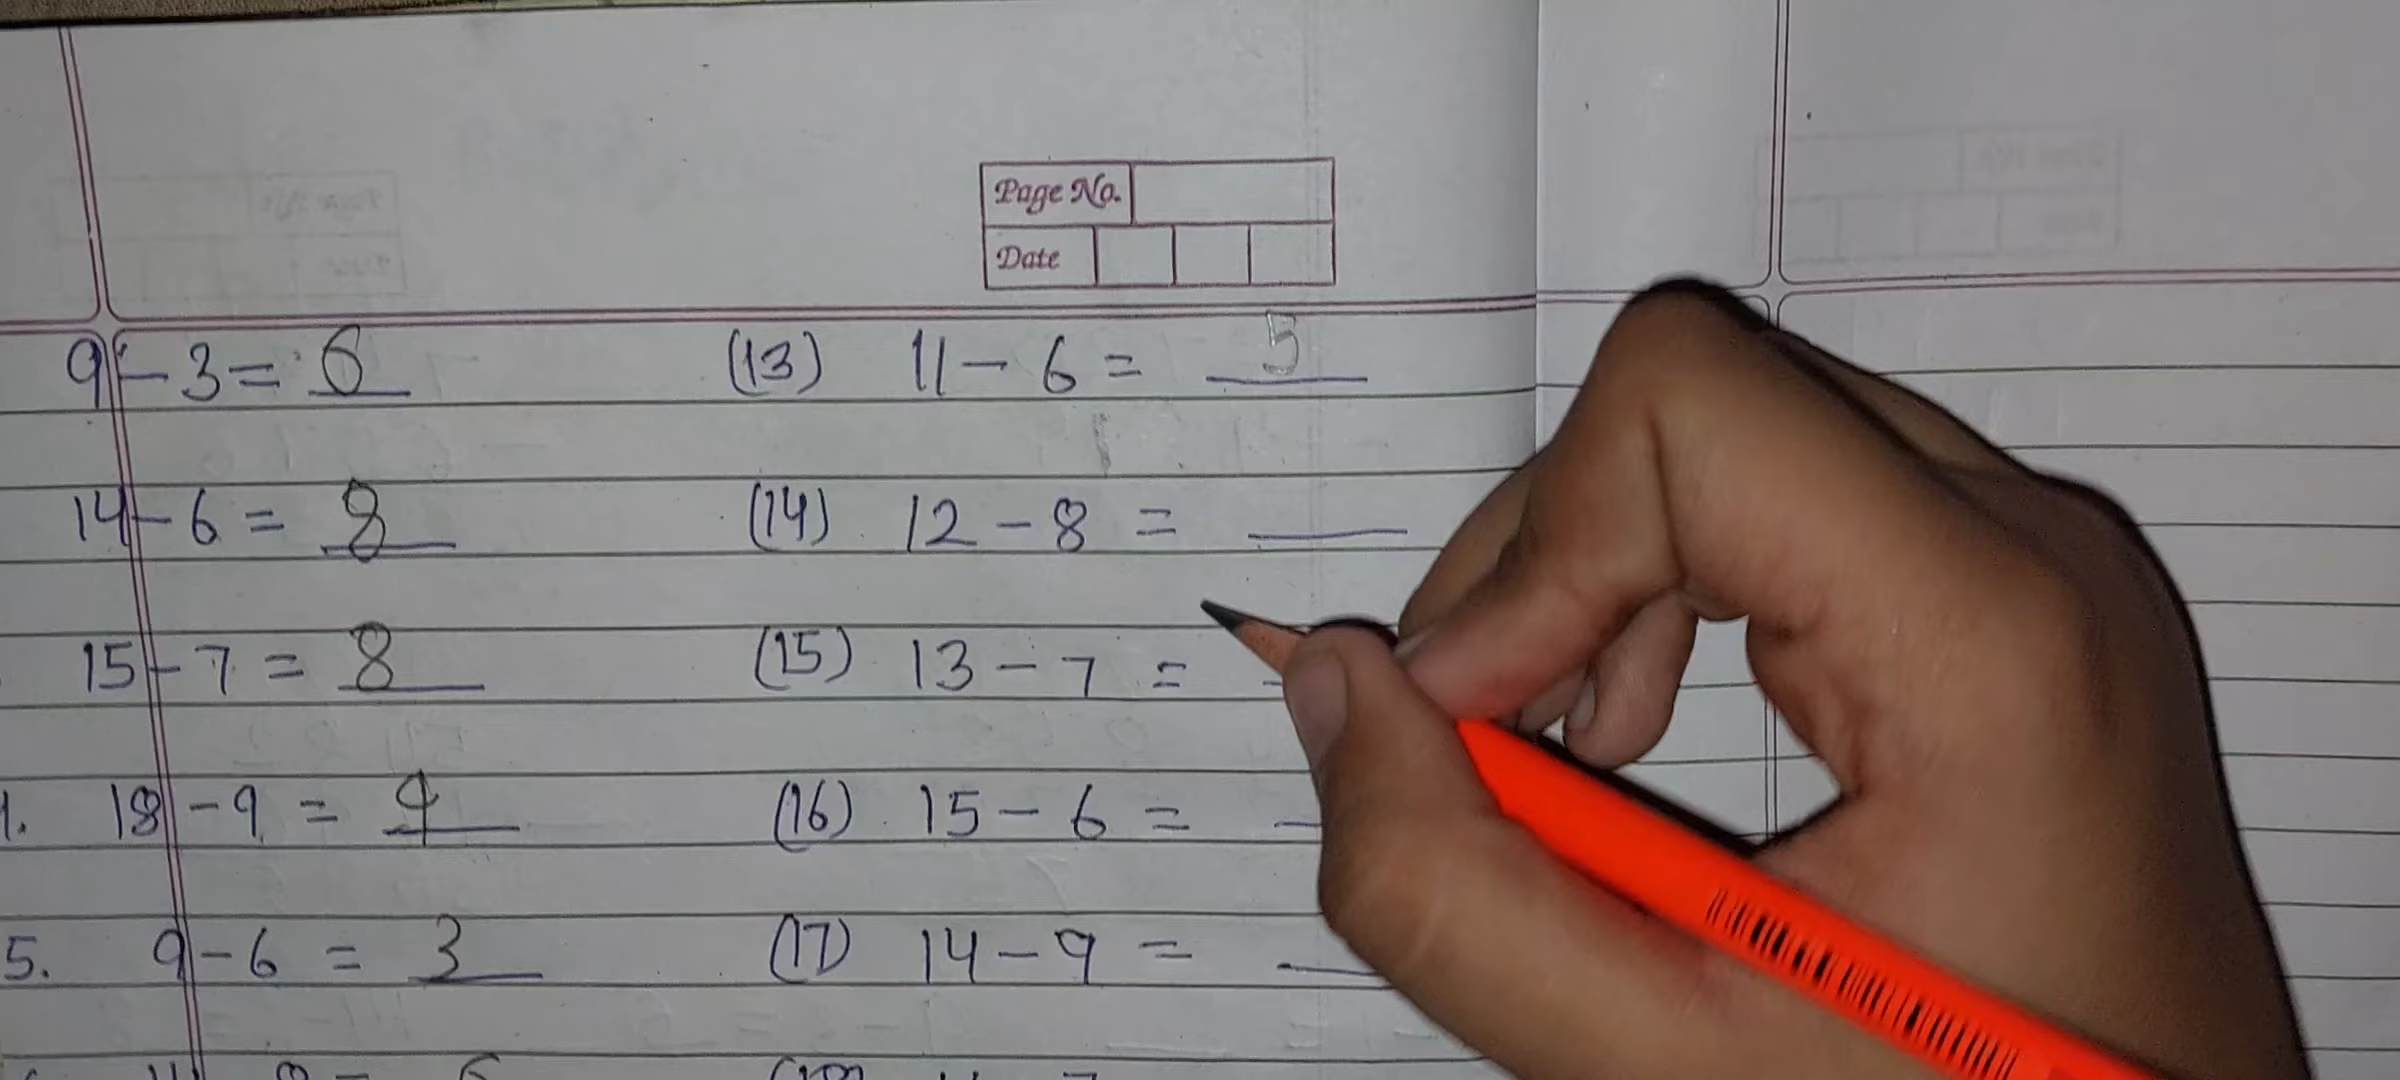 Page No.
Date
9 - 3 = 6 (13) 11 - 6 = 5
14 - 6 = 8 (14) 12 - 8 =
15 - 7 = 8 (15) 13 - 7 =
18 - 9 = 9 (16) 15 - 6 =
5. 9 - 6 = 3 (17) 14 - 9 =